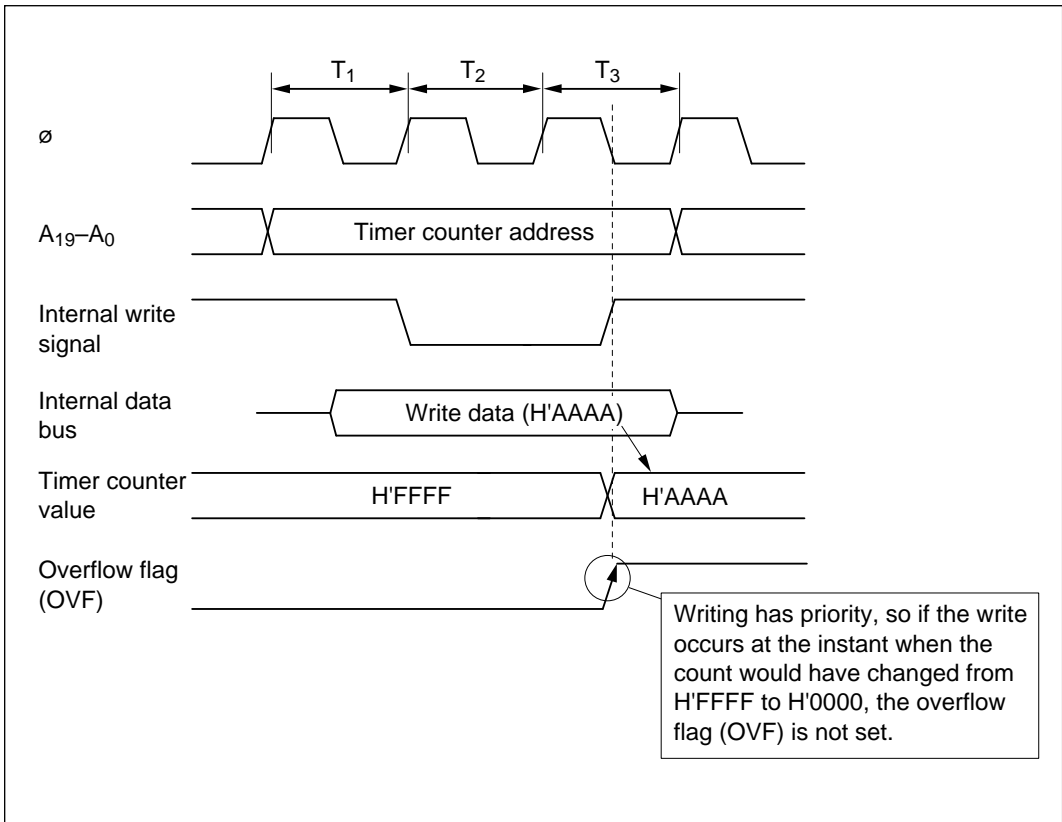 T1 T2 T3
ø
A19–A0 Timer counter address
Internal write
signal
Internal data
bus
Write data (H'AAAA)
Timer counter
value
H'FFFF H'AAAA
Overflow flag
(OVF)
Writing has priority, so if the write
occurs at the instant when the
count would have changed from
H'FFFF to H'0000, the overflow
flag (OVF) is not set.